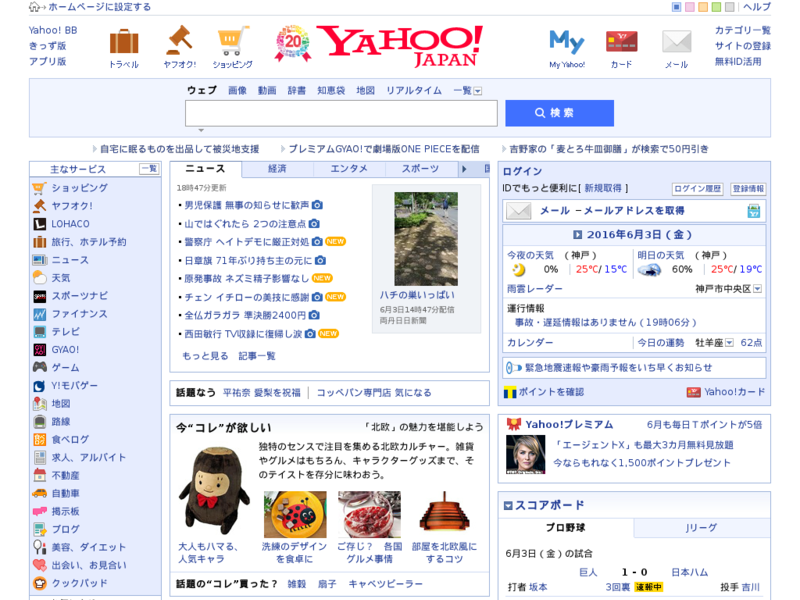 ホームページに設定する
ヘルプ
Yahoo! BB
きっず版
アプリ版
トラベル
ヤフオク!
ショッピング
20
YAHOO!
JAPAN
My
My Yahoo!
カード
メール
カテゴリ一覧
サイトの登録
無料ID活用
ウェブ 画像 動画 辞書 知恵袋 地図 リアルタイム 一覧
検索
自宅に眠るものを出品して被災地支援
プレミアムGYAO!で劇場版ONE PIECEを配信
吉野家の「麦とろ牛皿御膳」が検索で50円引き
主なサービス 一覧
ショッピング
ヤフオク!
LOHACO
旅行、ホテル予約
ニュース
天気
スポーツナビ
ファイナンス
テレビ
GYAO!
ゲーム
Y!モバゲー
地図
路線
食べログ
求人、アルバイト
不動産
自動車
掲示板
ブログ
美容、ダイエット
出会い、お見合い
クックパッド
ニュース 経済 エンタメ スポーツ
18時47分更新
男児保護 無事の知らせに歓声
山ではぐれたら 2つの注意点
警察庁 ヘイトデモに厳正対処 NEW
日章旗 71年ぶり持ち主の元に
原発事故 ネズミ精子影響なし NEW
チェン イチローの美技に感謝 NEW
全仏ガラガラ 準決勝2400円
西田敏行 TV収録に復帰し涙 NEW
もっと見る 記事一覧
ハチの巣いっぱい
6月3日14時47分配信
両丹日日新聞
話題なう 平祐奈 愛梨を祝福 コッペパン専門店 気になる
今“コレ”が欲しい 「北欧」の魅力を堪能しよう
独特のセンスで注目を集める北欧カルチャー。雑貨
やグルメはもちろん、キャラクターグッズまで、そ
のテイストを存分に味わおう。
大人もハマる、
人気キャラ
洗練のデザイン
を食卓に
ご存じ? 各国
グルメ事情
部屋を北欧風に
するコツ
話題の“コレ”買った? 雑穀 扇子 キャベツピーラー
ログイン
IDでもっと便利に[ 新規取得 ] ログイン履歴 登録情報
メール －メールアドレスを取得
2016年6月3日（金）
今夜の天気 （神戸）
0% 25℃/ 15℃
明日の天気 （神戸）
60% 25℃/ 19℃
雨雲レーダー 神戸市中央区
運行情報
事故・遅延情報はありません（19時06分）
カレンダー 今日の運勢 牡羊座 62点
緊急地震速報や豪雨予報をいち早くお知らせ
ポイントを確認 Yahoo!カード
Yahoo!プレミアム 6月も毎日Tポイントが5倍
「エージェントX」も最大3カ月無料見放題
今ならもれなく1,500ポイントプレゼント
スコアボード
プロ野球 Jリーグ
6月3日（金）の試合
巨人 1 - 0 日本ハム
打者 坂本 3回裏 速報中 投手 吉川